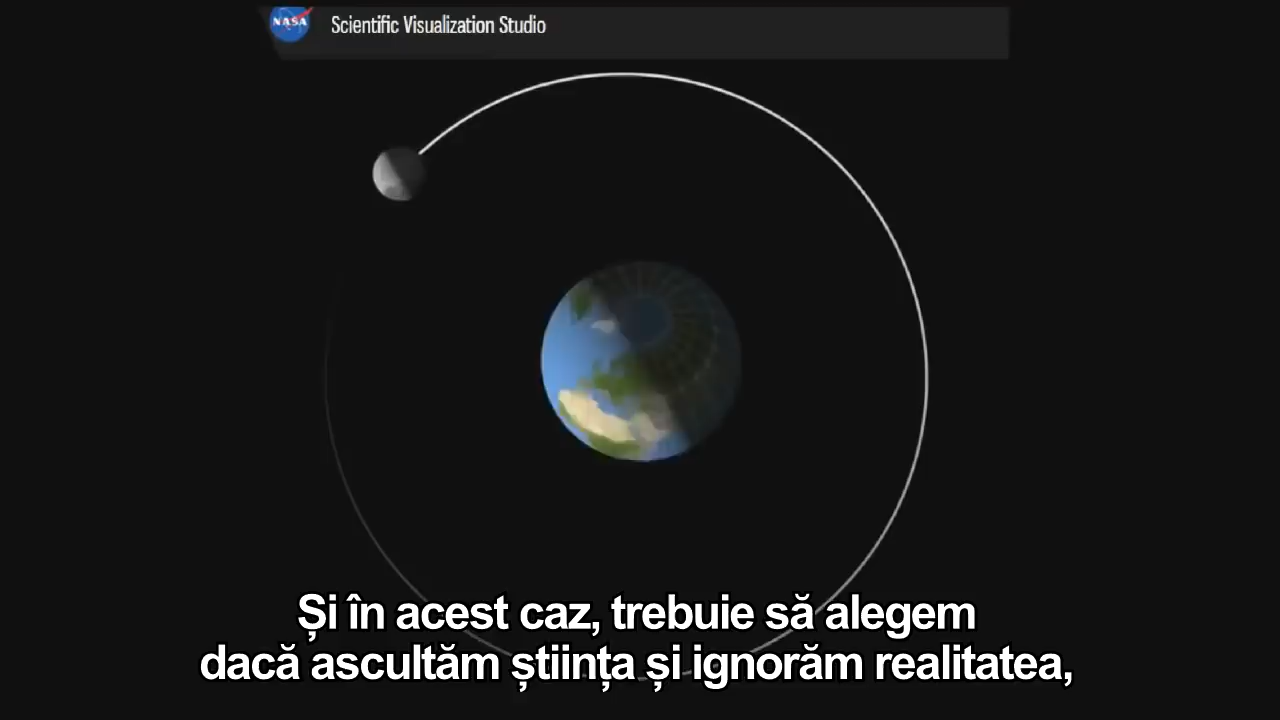 NASA
Scientific Visualization Studio
Și în acest caz, trebuie să alegem
dacă ascultăm știința și ignorăm realitatea,